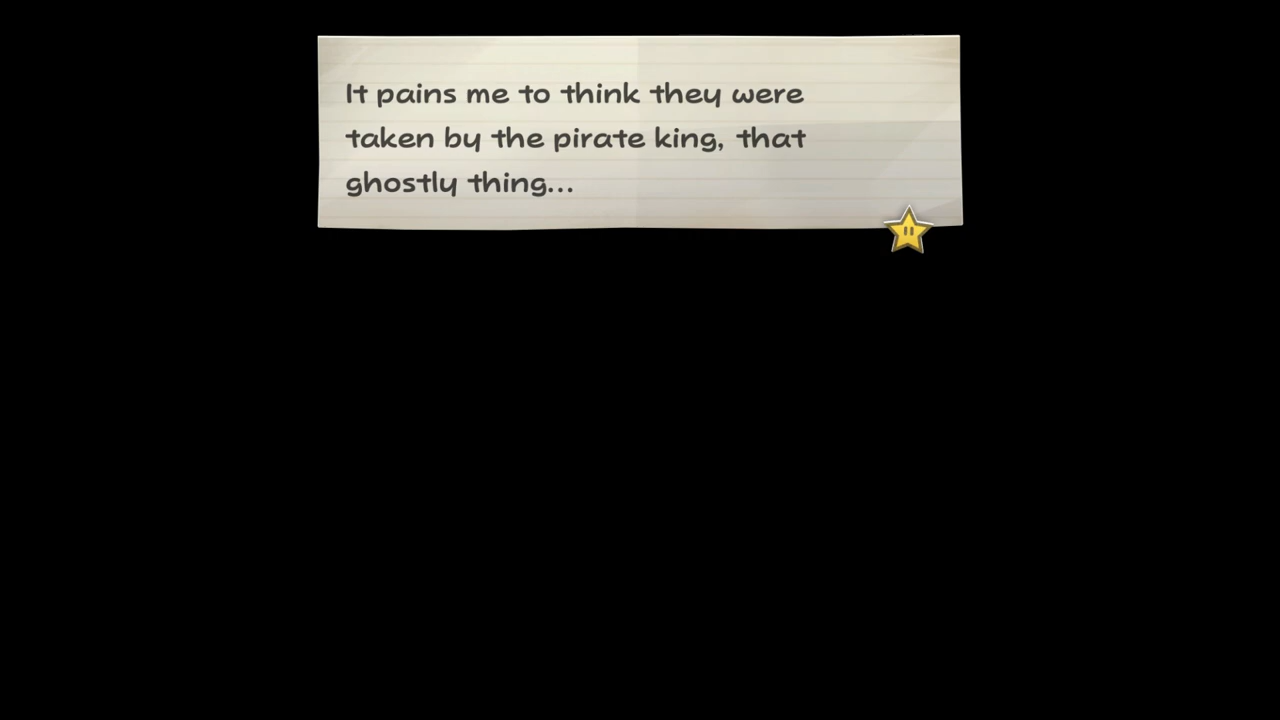 It pains me to think they were
taken by the pirate king, that
ghostly thing...